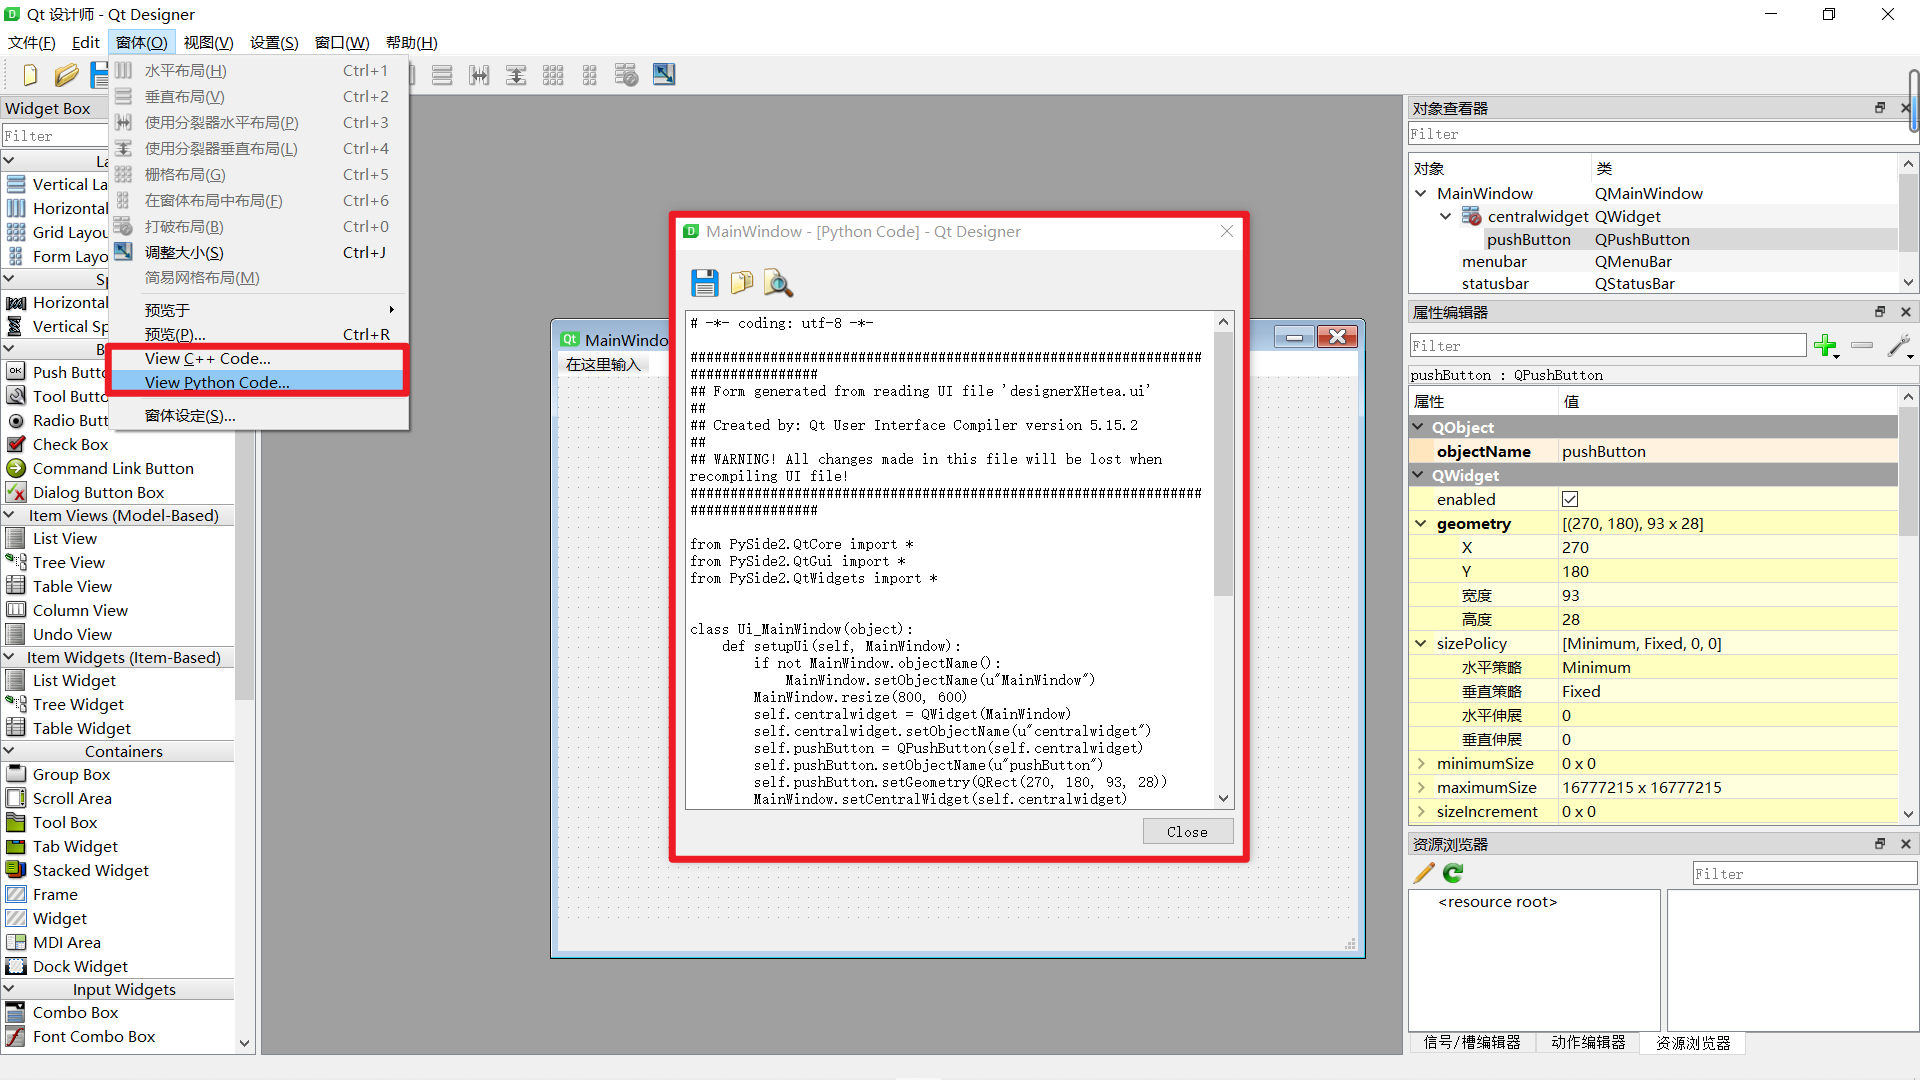 Qt 设计师 - Qt Designer
文件(F) Edit 窗体(O) 视图(V) 设置(S) 窗口(W) 帮助(H)
水平布局(H) Ctrl+1
垂直布局(V) Ctrl+2
使用分裂器水平布局(P) Ctrl+3
使用分裂器垂直布局(L) Ctrl+4
栅格布局(G) Ctrl+5
在窗体布局中布局(F) Ctrl+6
打破布局(B) Ctrl+0
调整大小(S) Ctrl+J
简易网格布局(M)
预览于
预览(P)... Ctrl+R
View C++ Code...
View Python Code...
窗体设定(S)...
Widget Box
Filter
La
Vertical La
Horizontal
Grid Layou
Form Layo
Sp
Horizontal
Vertical Sp
B
Push Butto
Tool Butto
Radio Butt
Check Box
Command Link Button
Dialog Button Box
Item Views (Model-Based)
List View
Tree View
Table View
Column View
Undo View
Item Widgets (Item-Based)
List Widget
Tree Widget
Table Widget
Containers
Group Box
Scroll Area
Tool Box
Tab Widget
Stacked Widget
Frame
Widget
MDI Area
Dock Widget
Input Widgets
Combo Box
Font Combo Box
Qt MainWindo
在这里输入
MainWindow - [Python Code] - Qt Designer
# -*- coding: utf-8 -*-
#################################################################
################
## Form generated from reading UI file 'designerXHetea.ui'
##
## Created by: Qt User Interface Compiler version 5.15.2
##
## WARNING! All changes made in this file will be lost when
recompiling UI file!
#################################################################
################
from PySide2.QtCore import *
from PySide2.QtGui import *
from PySide2.QtWidgets import *
class Ui_MainWindow(object):
def setupUi(self, MainWindow):
if not MainWindow.objectName():
MainWindow.setObjectName(u"MainWindow")
MainWindow.resize(800, 600)
self.centralwidget = QWidget(MainWindow)
self.centralwidget.setObjectName(u"centralwidget")
self.pushButton = QPushButton(self.centralwidget)
self.pushButton.setObjectName(u"pushButton")
self.pushButton.setGeometry(QRect(270, 180, 93, 28))
MainWindow.setCentralWidget(self.centralwidget)
Close
对象查看器
Filter
对象 类
MainWindow QMainWindow
centralwidget QWidget
pushButton QPushButton
menubar QMenuBar
statusbar QStatusBar
属性编辑器
Filter
pushButton : QPushButton
属性 值
QObject
objectName pushButton
QWidget
enabled
geometry [(270, 180), 93 x 28]
X 270
Y 180
宽度 93
高度 28
sizePolicy [Minimum, Fixed, 0, 0]
水平策略 Minimum
垂直策略 Fixed
水平伸展 0
垂直伸展 0
minimumSize 0 x 0
maximumSize 16777215 x 16777215
sizeIncrement 0 x 0
资源浏览器
Filter
<resource root>
信号/槽编辑器 动作编辑器 资源浏览器